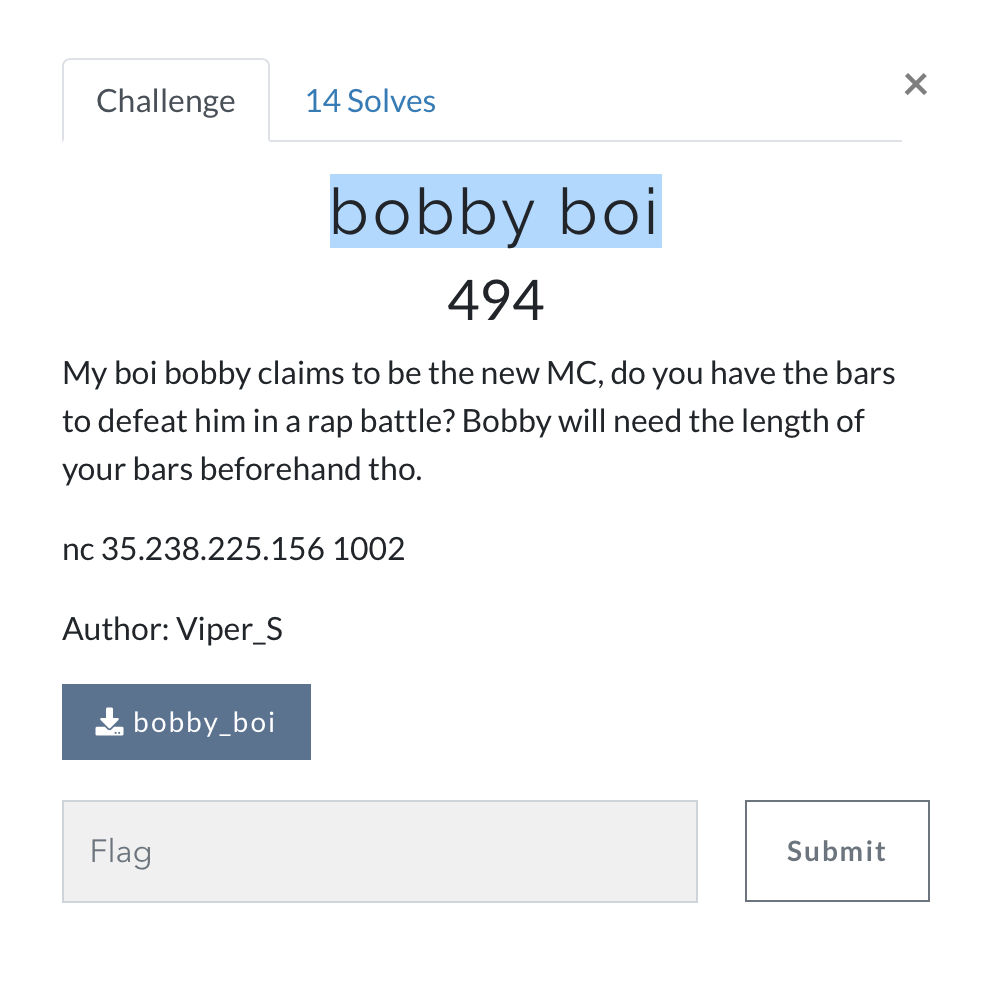 Challenge
14 Solves
×
bobby boi
494
My boi bobby claims to be the new MC, do you have the bars
to defeat him in a rap battle? Bobby will need the length of
your bars beforehand tho.
nc 35.238.225.156 1002
Author: Viper_S
bobby_boi
Flag
Submit